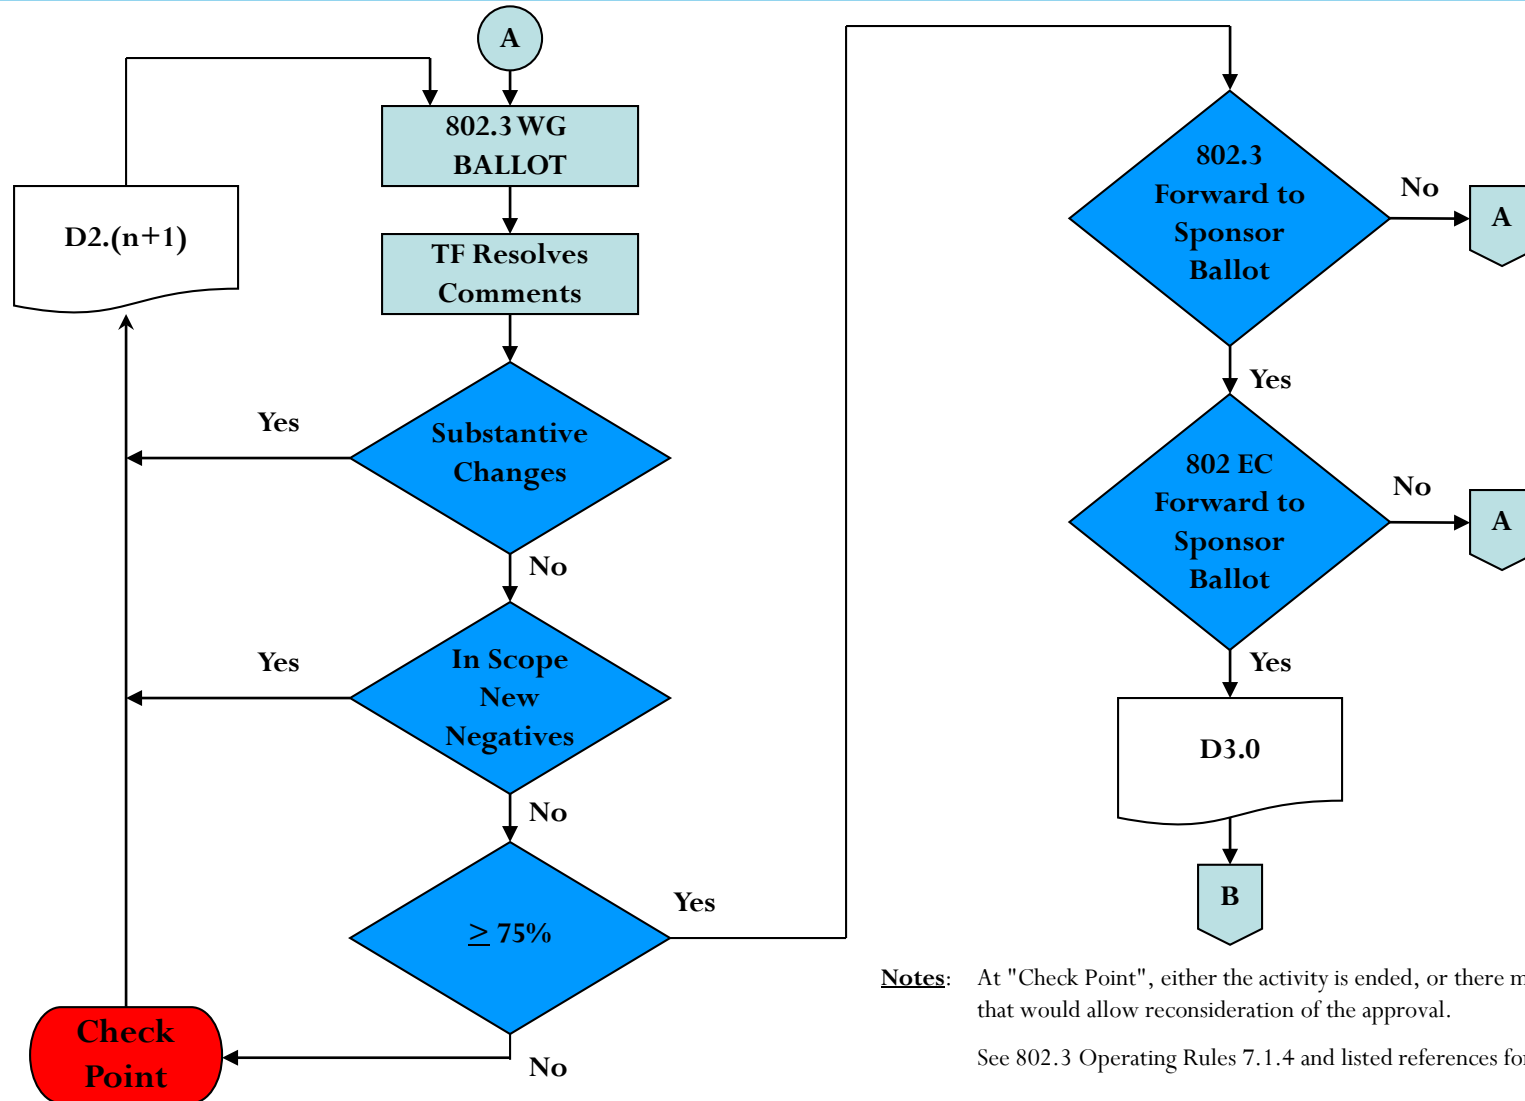 A
802.3 WG
BALLOT
D2.(n+1)
TF Resolves
Comments
Yes
Substantive
Changes
No
Yes
In Scope
New
Negatives
No
≥ 75%
Yes
No
Check
Point
802.3
Forward to
Sponsor
Ballot
No
A
Yes
802 EC
Forward to
Sponsor
Ballot
No
A
Yes
D3.0
B
Notes: At "Check Point", either the activity is ended, or there
that would allow reconsideration of the approval.
See 802.3 Operating Rules 7.1.4 and listed references